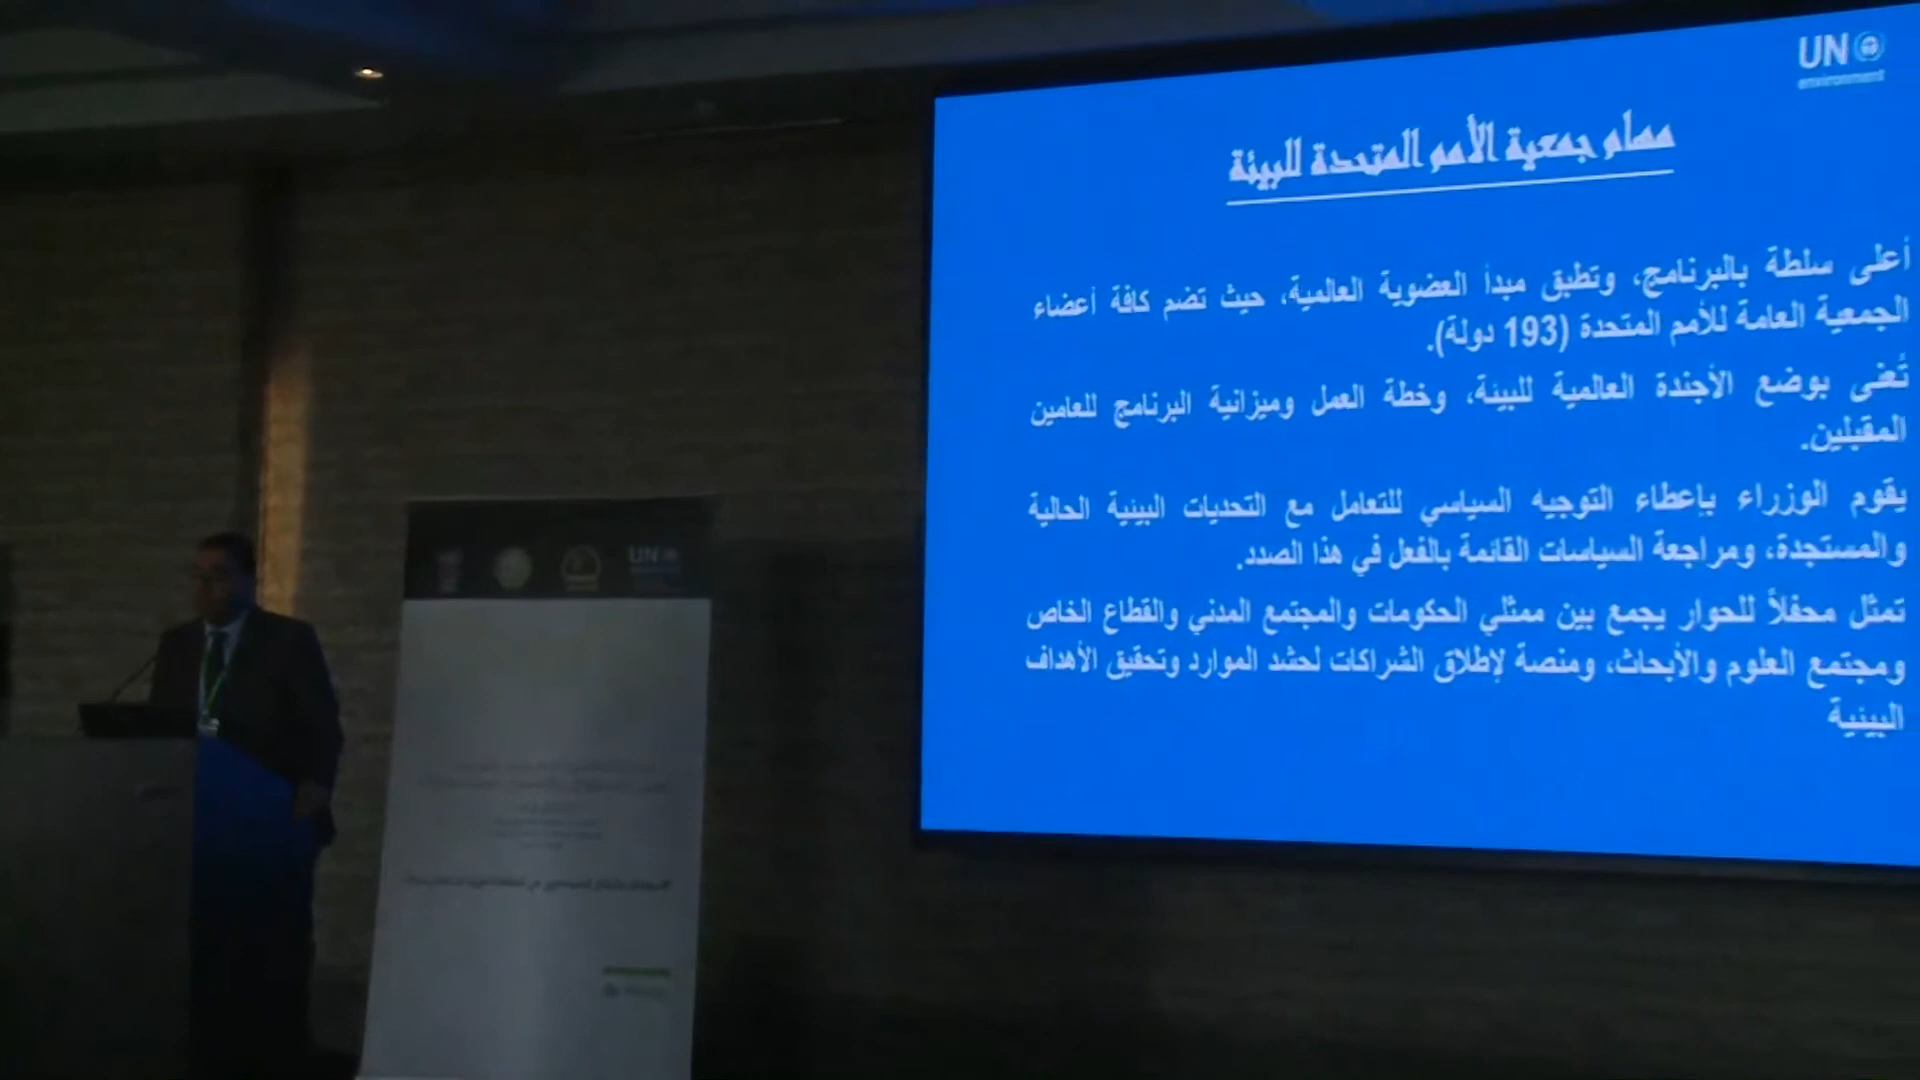 UN
environment
مهام جمعية الأمم المتحدة للبيئة
أعلى سلطة بالبرنامج، وتطبق مبدأ العضوية العالمية، حيث تضم كافة أعضاء
الجمعية العامة للأمم المتحدة (193 دولة).
تُعنى بوضع الأجندة العالمية للبيئة، وخطة العمل وميزانية البرنامج للعامين
المقبلين.
يقوم الوزراء بإعطاء التوجيه السياسي للتعامل مع التحديات البيئية الحالية
والمستجدة، ومراجعة السياسات القائمة بالفعل في هذا الصدد.
تمثل محفلاً للحوار يجمع بين ممثلي الحكومات والمجتمع المدني والقطاع الخاص
ومجتمع العلوم والأبحاث، ومنصة لإطلاق الشراكات لحشد الموارد وتحقيق الأهداف
البيئية
UN